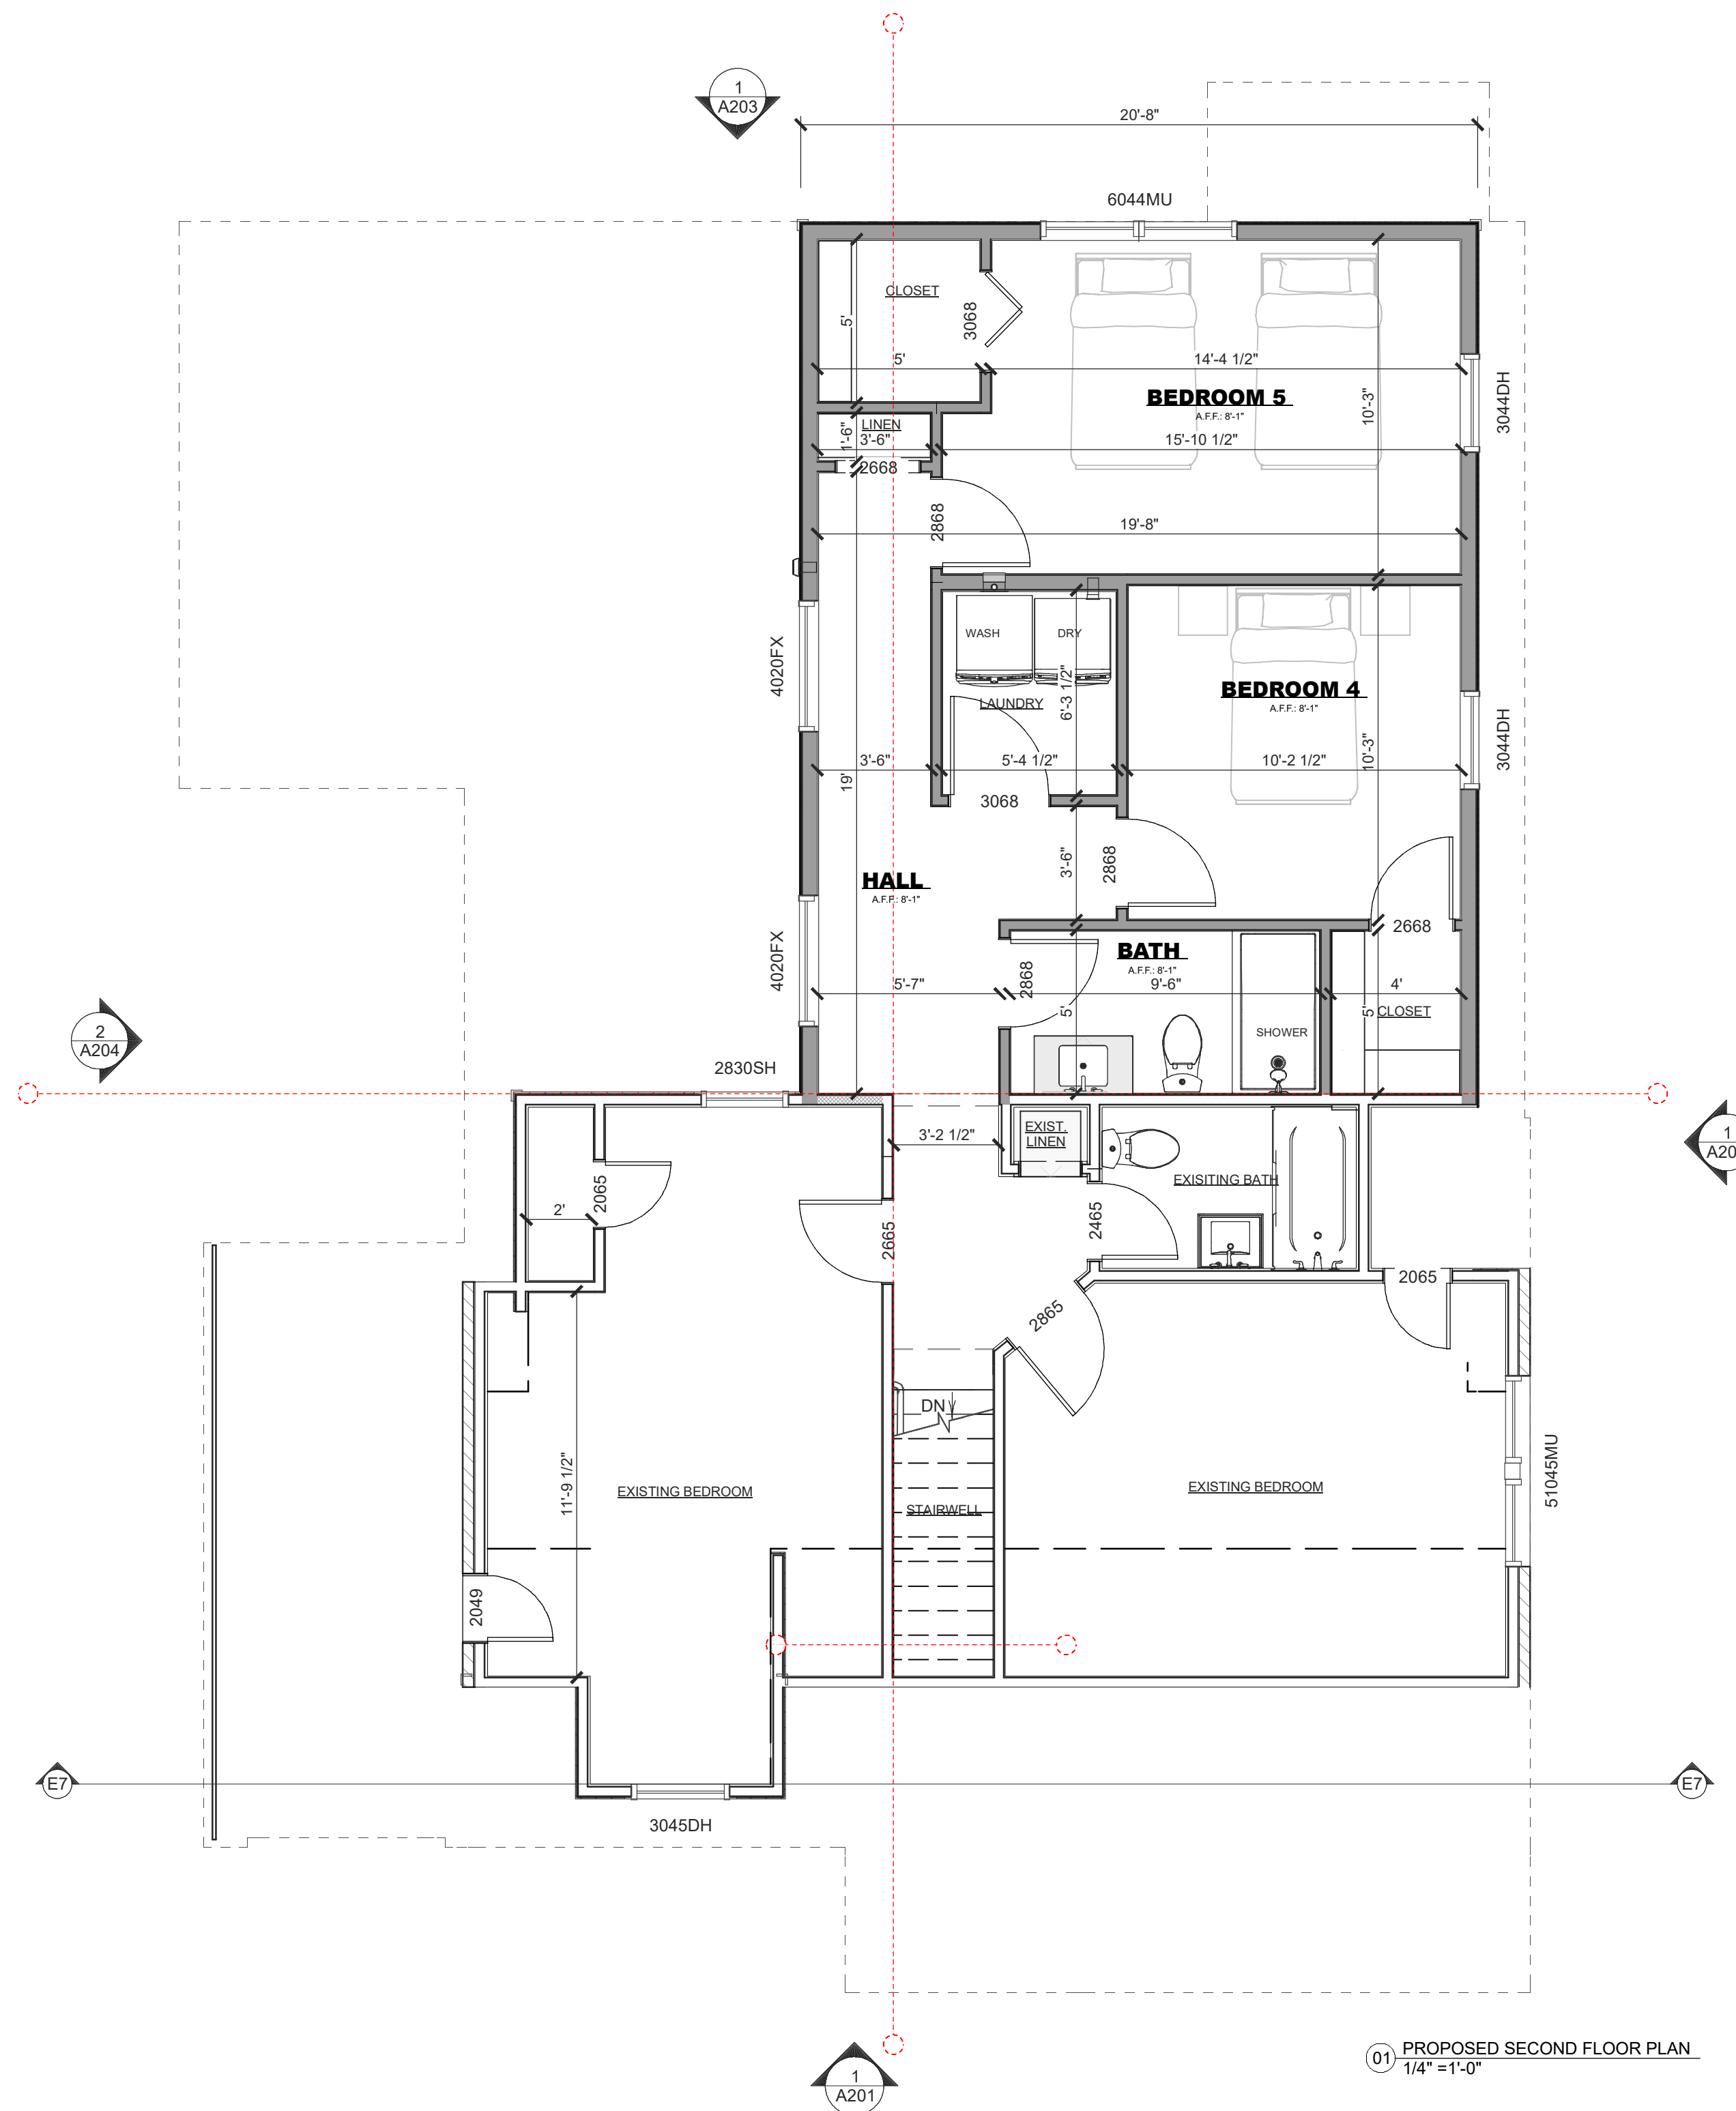 1
A203
20'-8"
6044MU
CLOSET
5'
3068
5'
14'-4 1/2"
BEDROOM 5
A.F.F.: 8'-1"
10'-3"
3044DH
LINEN
1'-6"
3'-6"
15'-10 1/2"
2668
2868
19'-8"
WASH
DRY
4020FX
LAUNDRY
6'-3 1/2"
BEDROOM 4
A.F.F.: 8'-1"
3044DH
3'-6"
5'-4 1/2"
10'-2 1/2"
10'-3"
19'
3068
3'-6"
2868
HALL
A.F.F.: 8'-1"
2668
4020FX
BATH
A.F.F.: 8'-1"
2868
5'-7"
9'-6"
4'
5'
5'
CLOSET
SHOWER
2
A204
2830SH
EXIST.
LINEN
3'-2 1/2"
1
EXISITING BATH
2065
2'
2665
2465
2065
2865
DN
11'-9 1/2"
EXISTING BEDROOM
STAIRWELL
EXISTING BEDROOM
51045MU
2049
E7
E7
3045DH
1
A201
01
PROPOSED SECOND FLOOR PLAN
1/4" =1'-0"